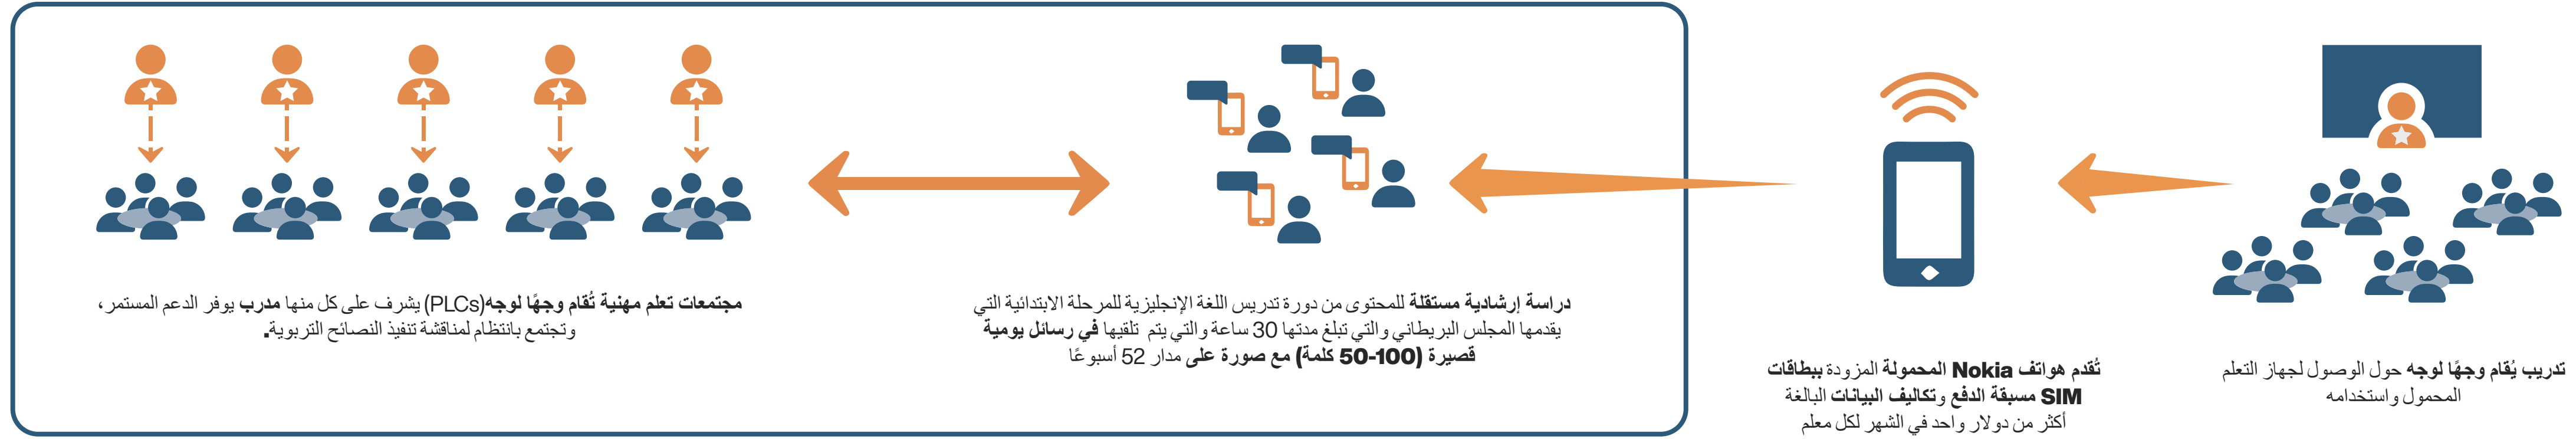 تدريب يُقام وجهًا لوجه حول الوصول لجهاز التعلم
المحمول واستخدامه
تُقدم هواتف Nokia المحمولة المزودة ببطاقات
SIM مسبقة الدفع وتكاليف البيانات البالغة
أكثر من دولار واحد في الشهر لكل معلم
دراسة إرشادية مستقلة للمحتوى من دورة تدريس اللغة الإنجليزية للمرحلة الابتدائية التي
يقدمها المجلس البريطاني والتي تبلغ مدتها 30 ساعة والتي يتم تلقيها في رسائل يومية
قصيرة (50-100 كلمة) مع صورة على مدار 52 أسبوعًا
مجتمعات تعلم مهنية تُقام وجهًا لوجه(PLCs) يشرف على كل منها مدرب يوفر الدعم المستمر،
وتجتمع بانتظام لمناقشة تنفيذ النصائح التربوية.